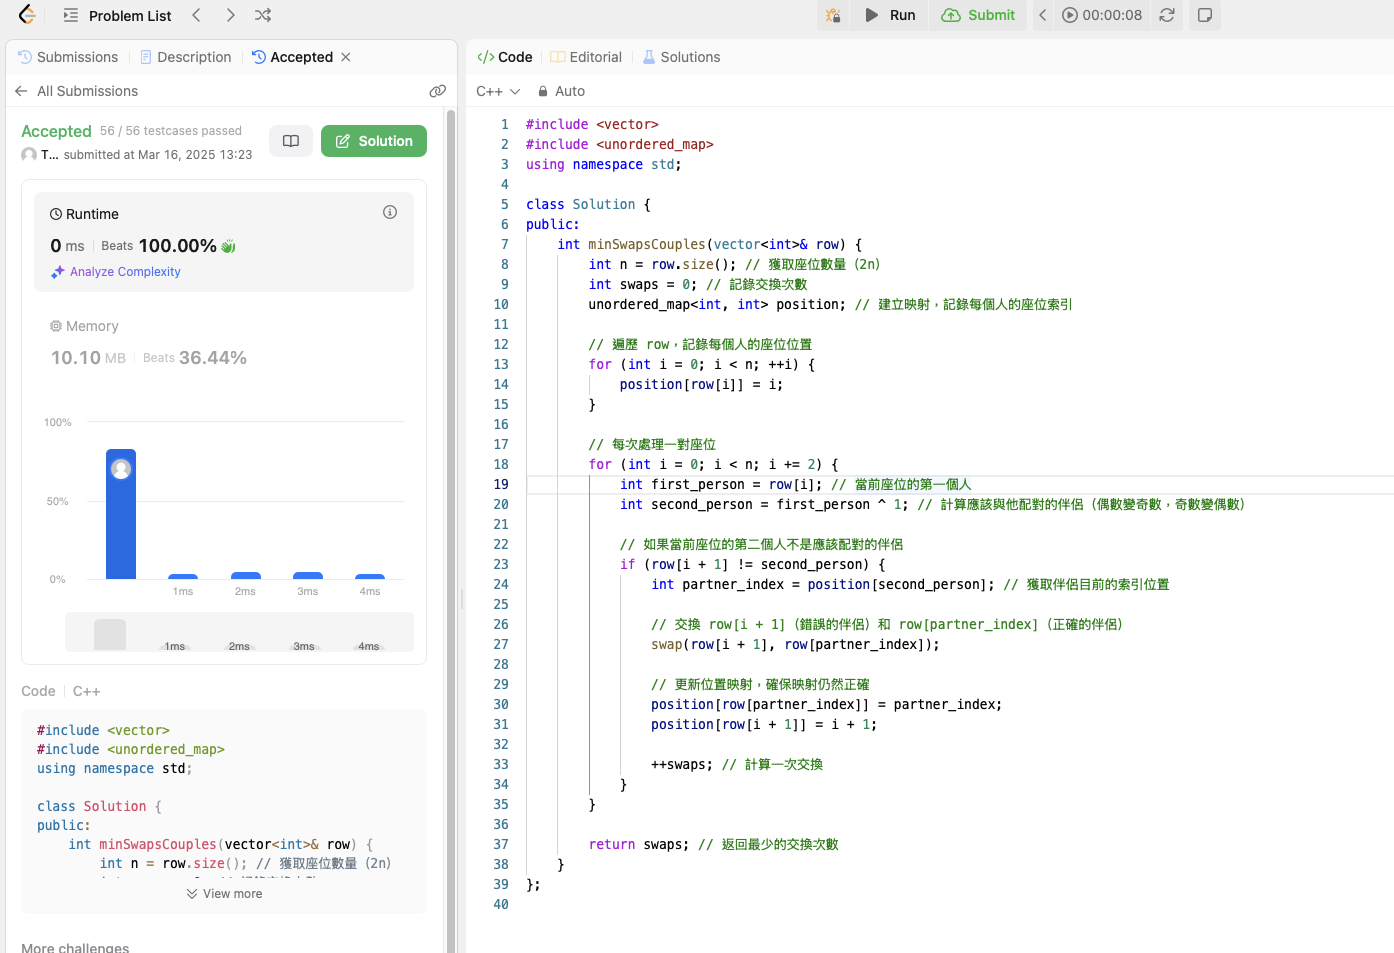 Problem List
Run
Submit
00:00:08
Submissions
Description
Accepted
All Submissions
Accepted 56 / 56 testcases passed
T... submitted at Mar 16, 2025 13:23
Solution
Runtime
0 ms Beats 100.00%
Analyze Complexity
Memory
10.10 MB Beats 36.44%
100%
50%
0%
1ms 2ms 3ms 4ms
1ms 2ms 3ms 4ms
Code C++
#include <vector>
#include <unordered_map>
using namespace std;
class Solution {
public:
int minSwapsCouples(vector<int>& row) {
int n = row.size(); // 獲取座位數量（2n）
View more
More challenges
</> Code
Editorial
Solutions
C++
Auto
1 #include <vector>
2 #include <unordered_map>
3 using namespace std;
4
5 class Solution {
6 public:
7 int minSwapsCouples(vector<int>& row) {
8 int n = row.size(); // 獲取座位數量（2n）
9 int swaps = 0; // 記錄交換次數
10 unordered_map<int, int> position; // 建立映射，記錄每個人的座位索引
11
12 // 遍歷 row，記錄每個人的座位位置
13 for (int i = 0; i < n; ++i) {
14 position[row[i]] = i;
15 }
16
17 // 每次處理一對座位
18 for (int i = 0; i < n; i += 2) {
19 int first_person = row[i]; // 當前座位的第一個人
20 int second_person = first_person ^ 1; // 計算應該與他配對的伴侶（偶數變奇數，奇數變偶數）
21
22 // 如果當前座位的第二個人不是應該配對的伴侶
23 if (row[i + 1] != second_person) {
24 int partner_index = position[second_person]; // 獲取伴侶目前的索引位置
25
26 // 交換 row[i + 1]（錯誤的伴侶）和 row[partner_index]（正確的伴侶）
27 swap(row[i + 1], row[partner_index]);
28
29 // 更新位置映射，確保映射仍然正確
30 position[row[partner_index]] = partner_index;
31 position[row[i + 1]] = i + 1;
32
33 ++swaps; // 計算一次交換
34 }
35 }
36
37 return swaps; // 返回最少的交換次數
38 }
39 };
40